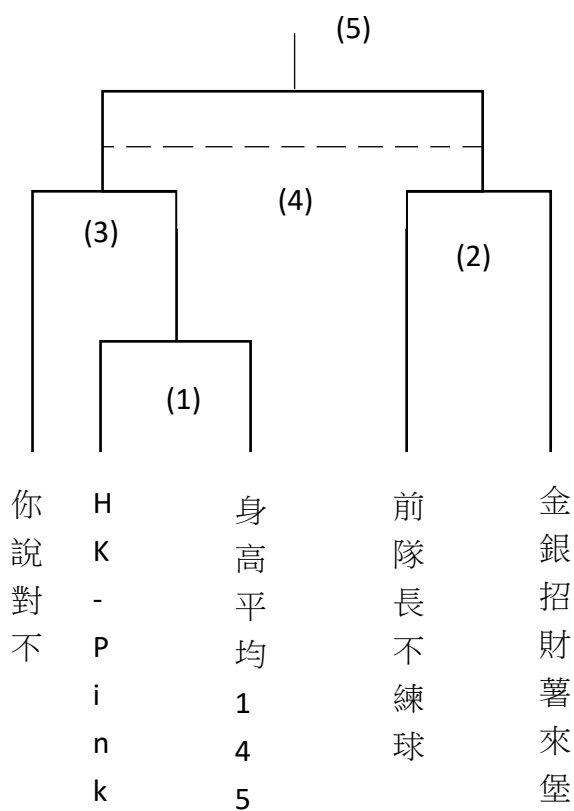 (5)
(4)
(3)
(2)
(1)
你說對不
HK-Pink
身高平均145
前隊長不練球
金銀招財薯來堡